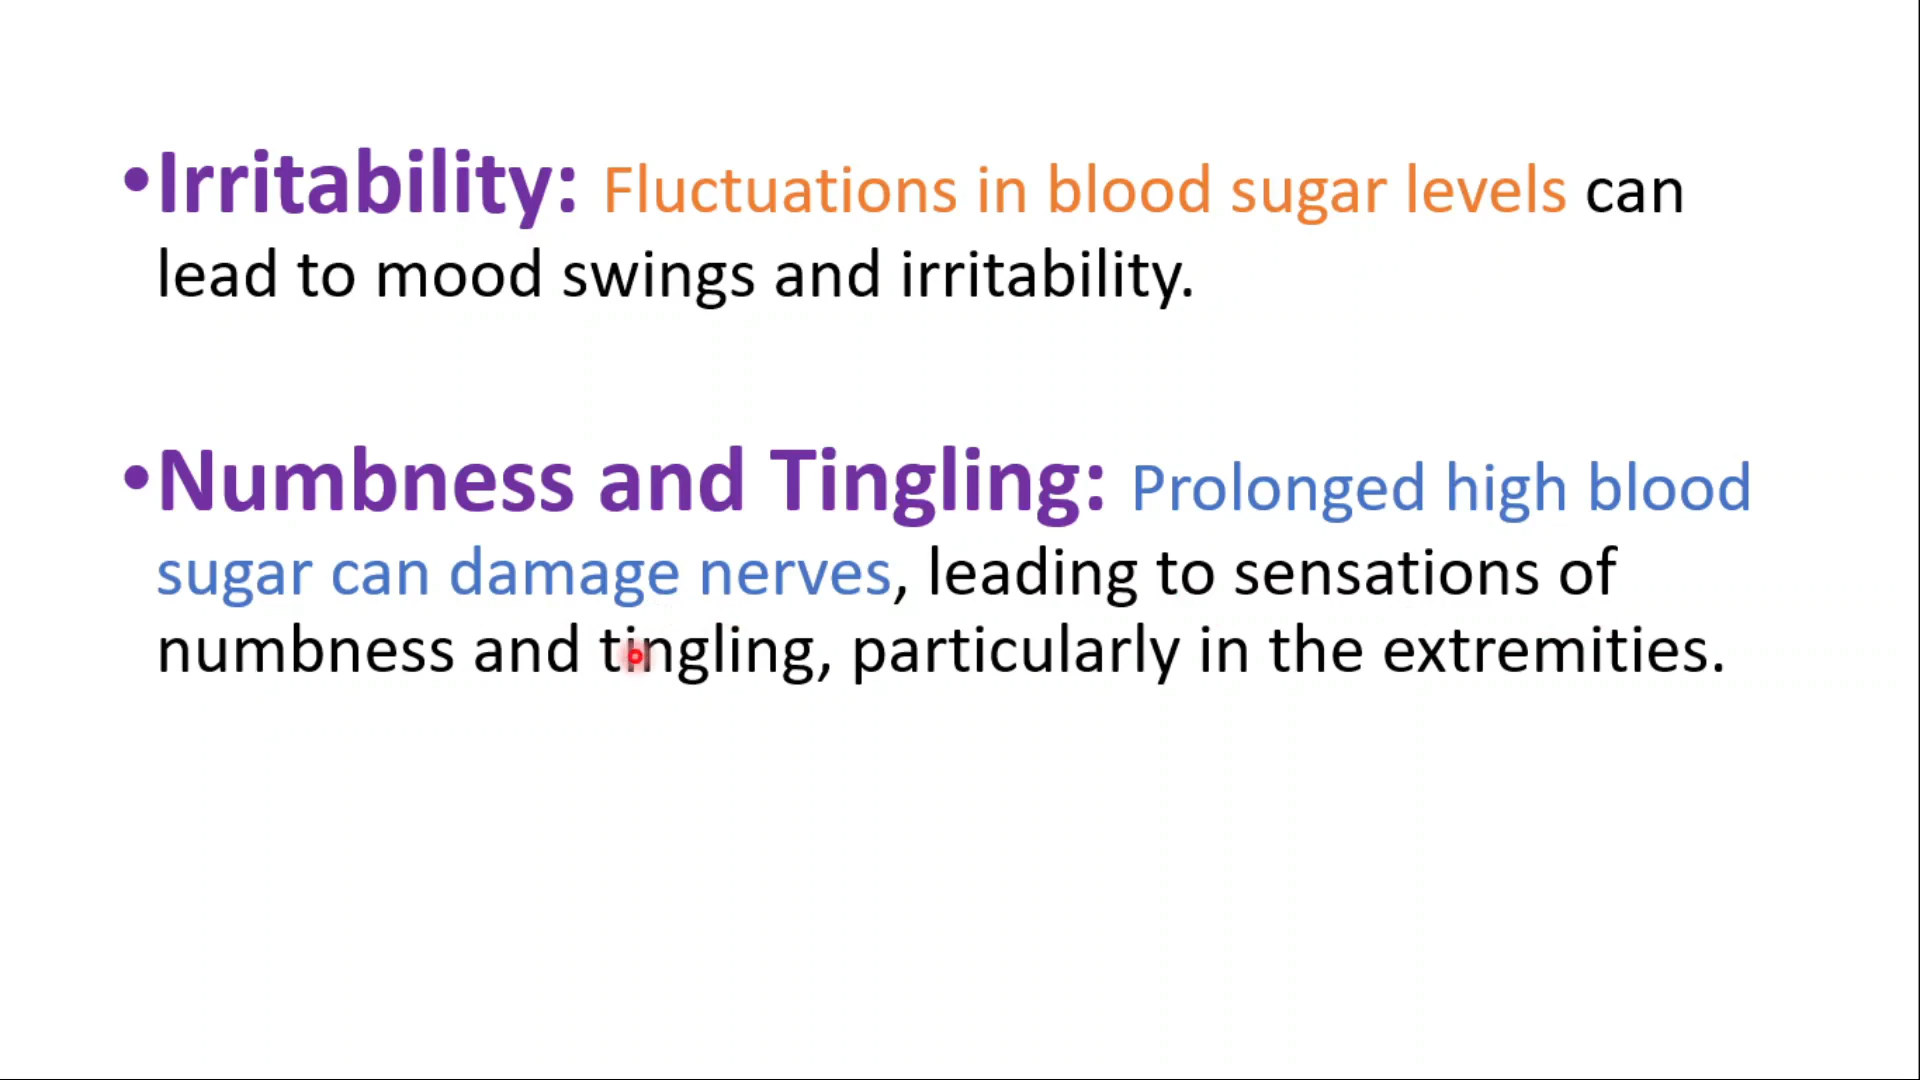 •Irritability: Fluctuations in blood sugar levels can
lead to mood swings and irritability.
•Numbness and Tingling: Prolonged high blood
sugar can damage nerves, leading to sensations of
numbness and tingling, particularly in the extremities.